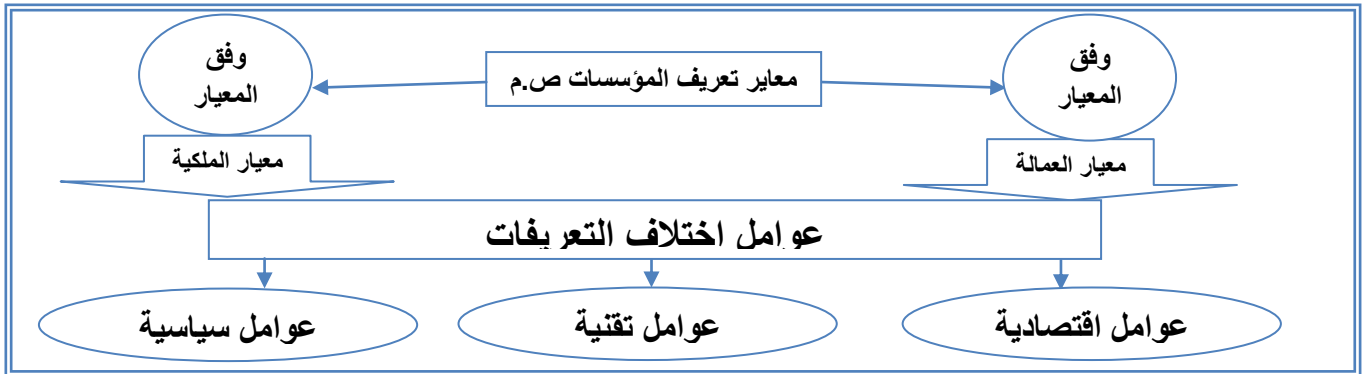 معاير تعريف المؤسسات ص.م
وفق
المعيار
وفق
المعيار
معيار العمالة
معيار الملكية
عوامل اختلاف التعريفات
عوامل اقتصادية
عوامل تقنية
عوامل سياسية